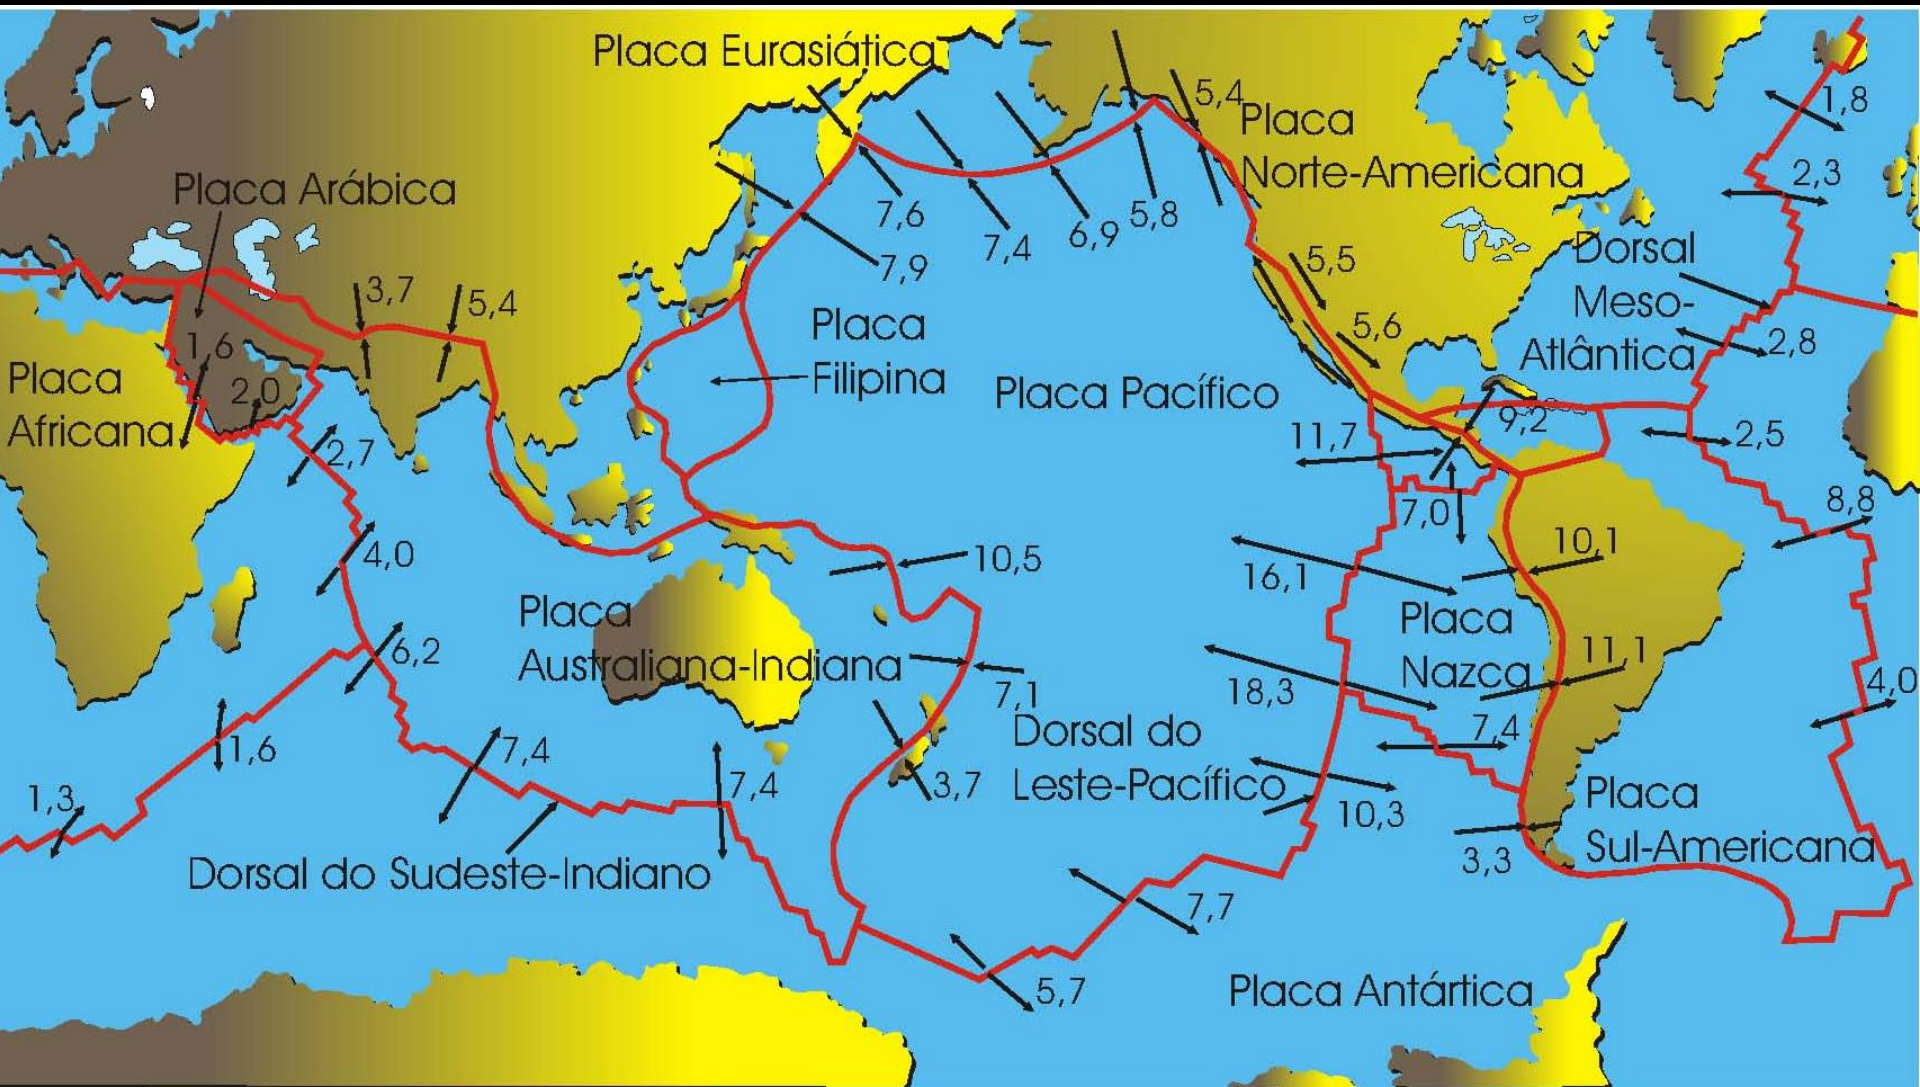 Placa Eurasiática
1,8
5,4
Placa
Norte-Americana
2,3
Placa Arábica
7,6
7,4
6,9
5,8
7,9
Dorsal
Meso-
Atlântica
3,7
5,4
5,5
5,6
2,8
Placa
Filipina
1,6
2,0
Placa
Africana
Placa Pacífico
9,2
11,7
2,5
2,7
7,0
8,8
4,0
10,5
10,1
16,1
Placa
Australiana-Indiana
Placa
Nazca
6,2
11,1
7,1
18,3
4,0
7,4
Dorsal do
Leste-Pacífico
1,6
7,4
7,4
3,7
10,3
1,3
Placa
Sul-Americana
3,3
Dorsal do Sudeste-Indiano
7,7
5,7
Placa Antártica